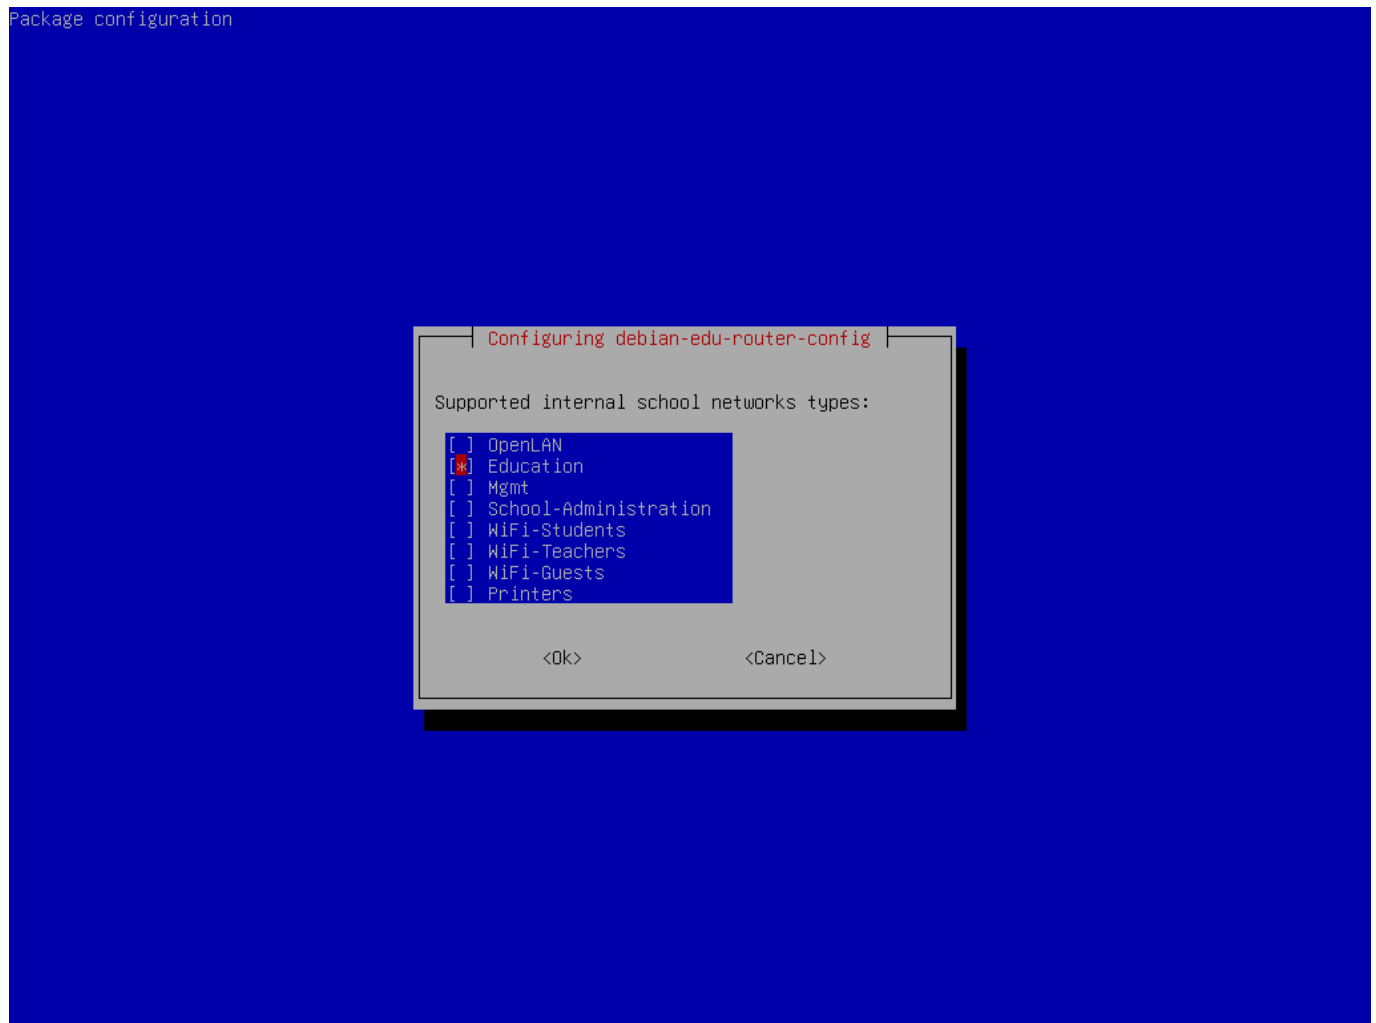 Package configuration
Configuring debian-edu-router-config
Supported internal school networks types:
[ ] OpenLAN
[*] Education
[ ] Mgmt
[ ] School-Administration
[ ] WiFi-Students
[ ] WiFi-Teachers
[ ] WiFi-Guests
[ ] Printers
<Ok> <Cancel>